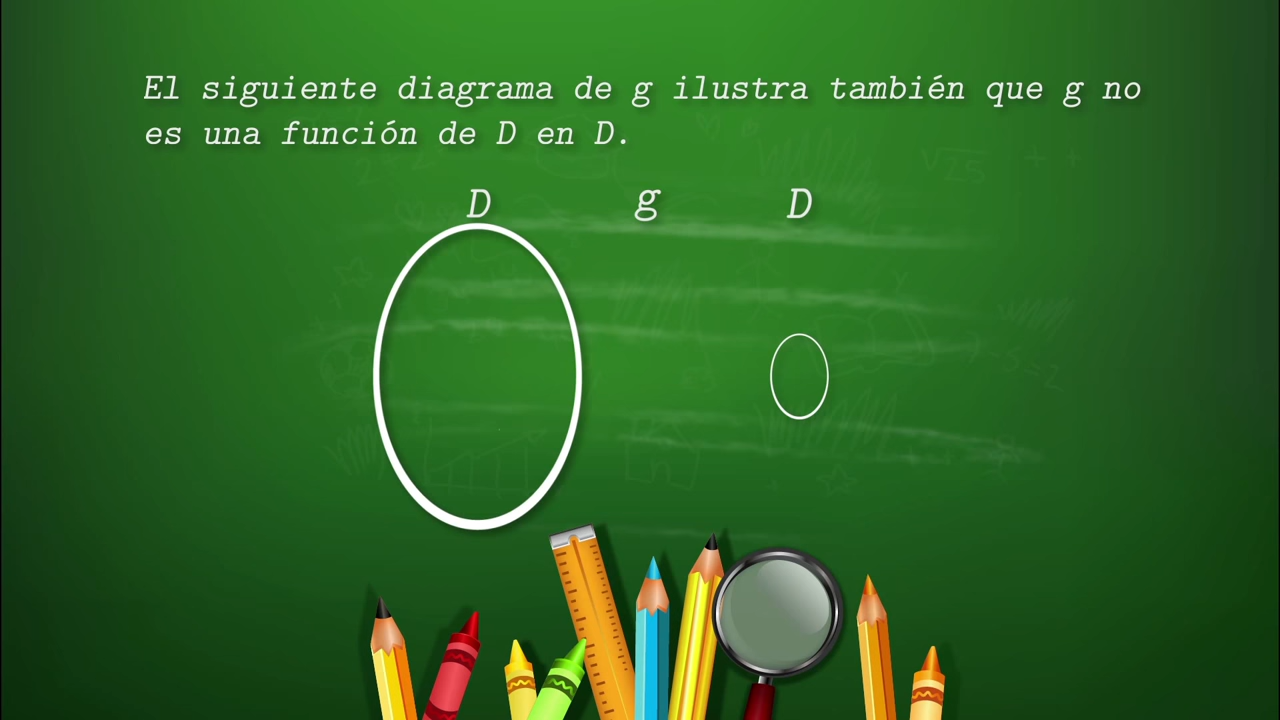 El siguiente diagrama de g ilustra también que g no
es una función de D en D.
D g D